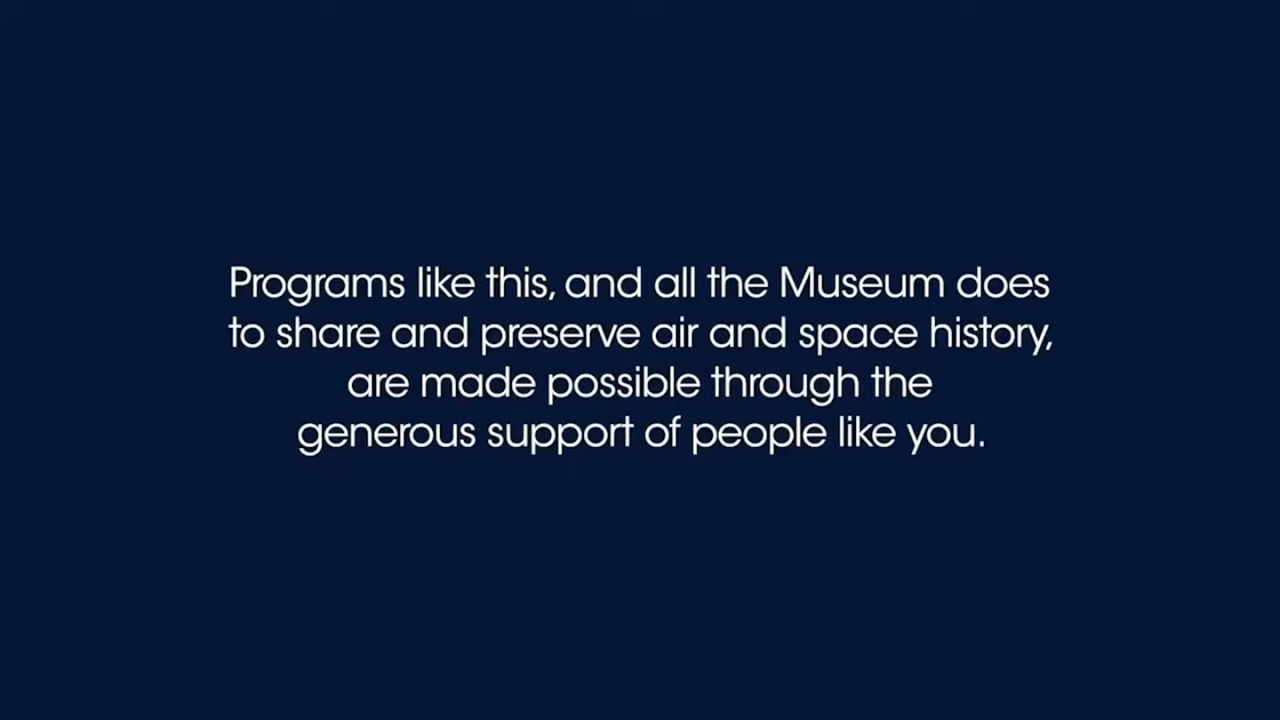 Programs like this, and all the Museum does
to share and preserve air and space history,
are made possible through the
generous support of people like you.